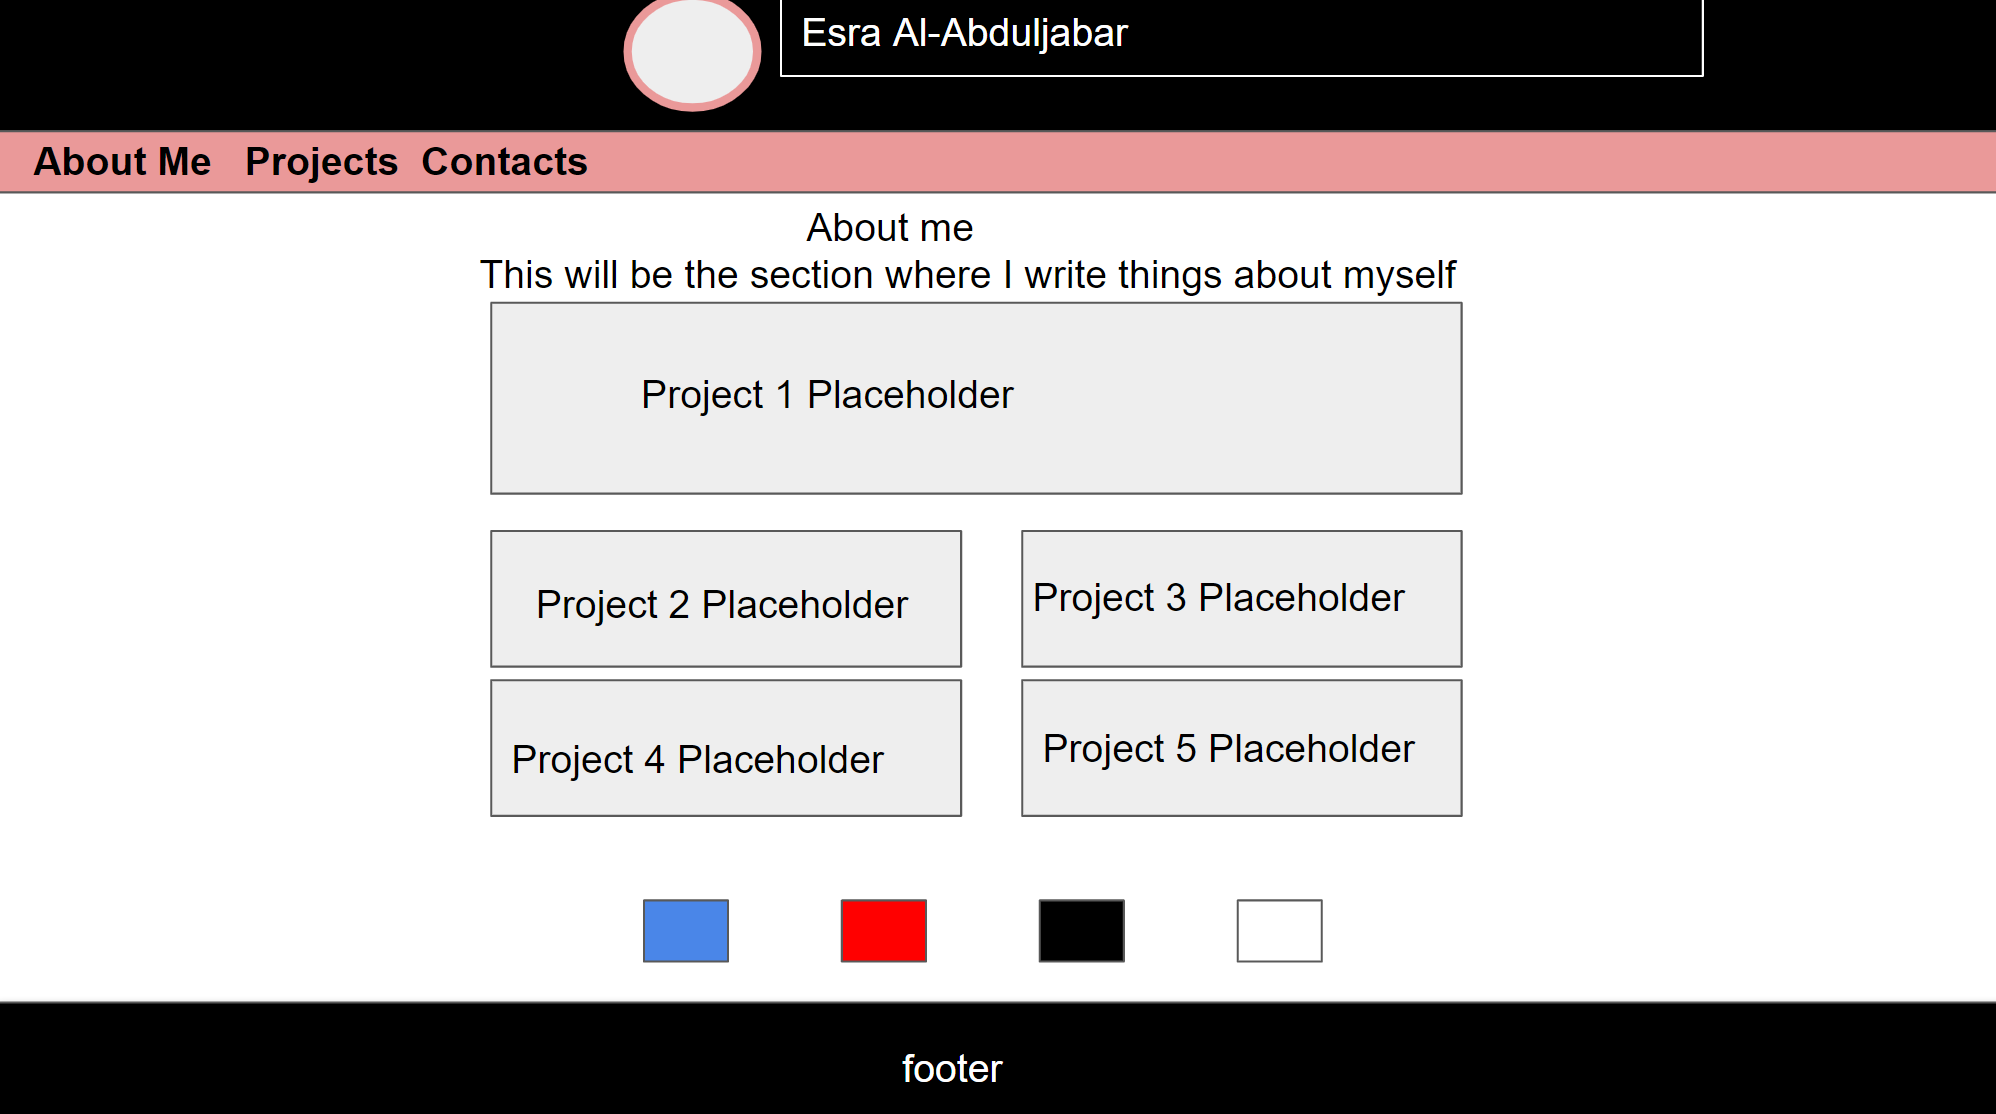 Esra Al-Abduljabar
About Me Projects Contacts
About me
This will be the section where I write things about myself
Project 1 Placeholder
Project 2 Placeholder
Project 3 Placeholder
Project 4 Placeholder
Project 5 Placeholder
footer